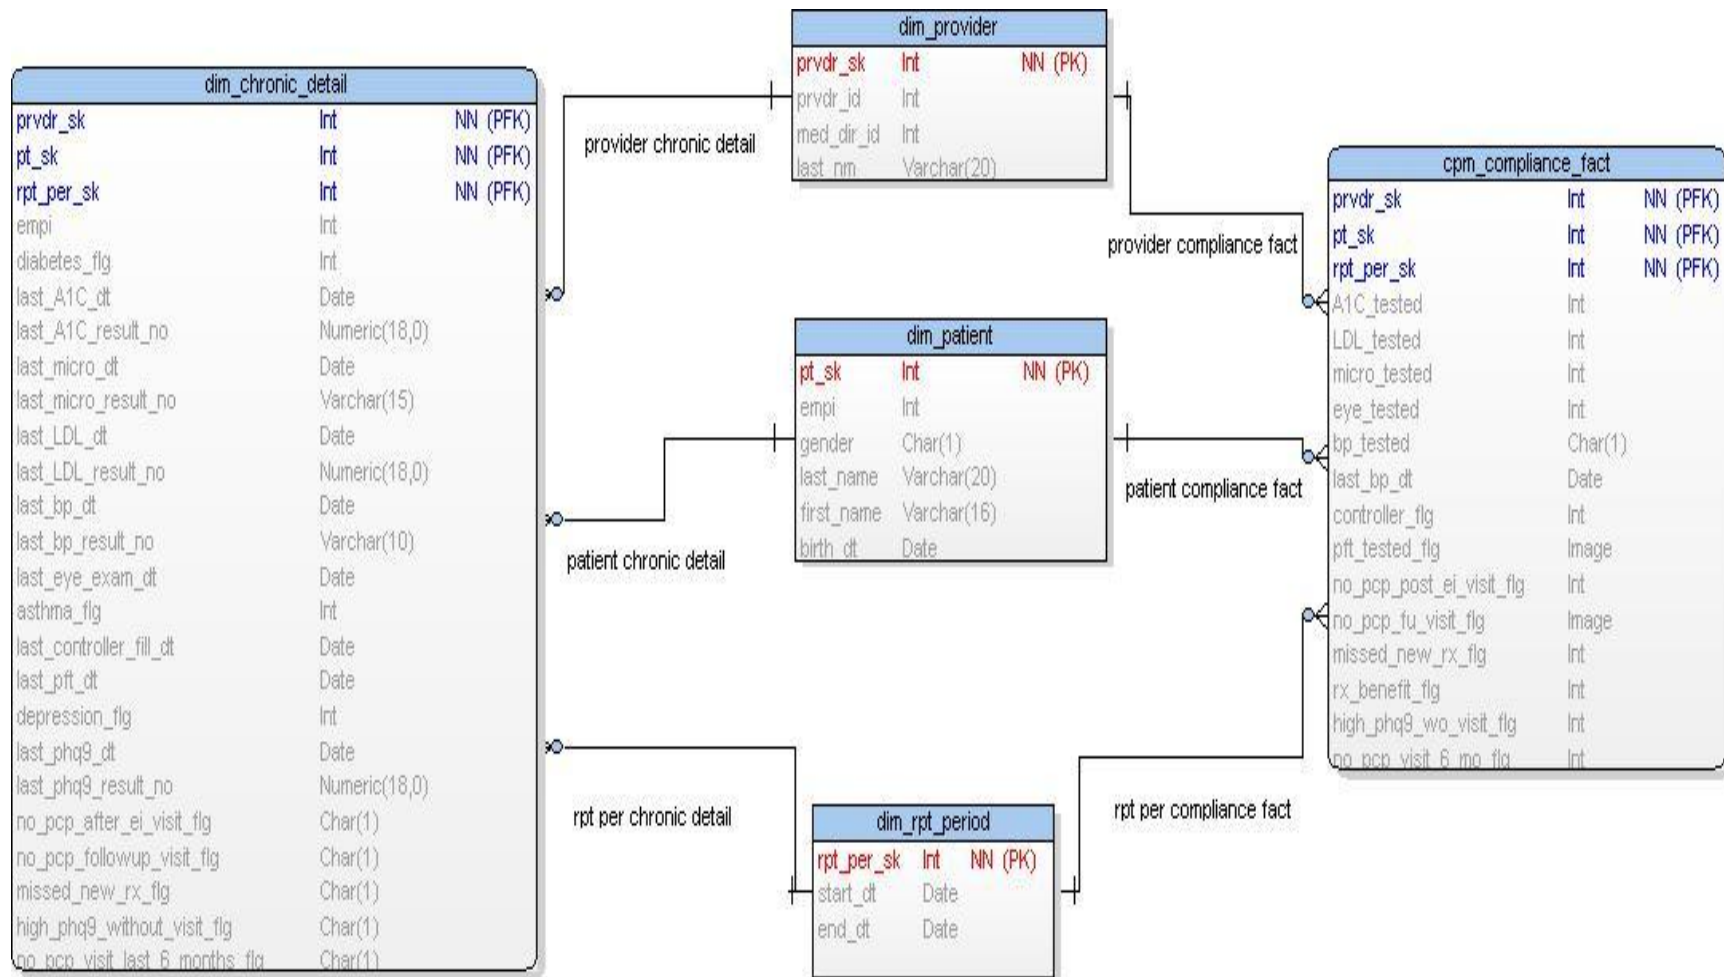 dim_chronic_detail
prvdr_sk Int NN (PFK)
pt_sk Int NN (PFK)
rpt_per_sk Int NN (PFK)
empi Int
diabetes_flg Int
last_A1C_dt Date
last_A1C_result_no Numeric(18,0)
last_micro_dt Date
last_micro_result_no Varchar(15)
last_LDL_dt Date
last_LDL_result_no Numeric(18,0)
last_bp_dt Date
last_bp_result_no Varchar(10)
last_eye_exam_dt Date
asthma_flg Int
last_controller_fill_dt Date
last_pft_dt Date
depression_flg Int
last_phq9_dt Date
last_phq9_result_no Numeric(18,0)
no_pcp_after_ei_visit_flg Char(1)
no_pcp_followup_visit_flg Char(1)
missed_new_rx_flg Char(1)
high_phq9_without_visit_flg Char(1)
no_pcp_visit_last_6_months_flg Char(1)
provider chronic detail
patient chronic detail
rpt per chronic detail
dim_provider
prvdr_sk Int NN (PK)
prvdr_id Int
med_dir_id Int
last_nm Varchar(20)
dim_patient
pt_sk Int NN (PK)
empi Int
gender Char(1)
last_name Varchar(20)
first_name Varchar(16)
birth_dt Date
dim_rpt_period
rpt_per_sk Int NN (PK)
start_dt Date
end_dt Date
provider compliance fact
patient compliance fact
rpt per compliance fact
cpm_compliance_fact
prvdr_sk Int NN (PFK)
pt_sk Int NN (PFK)
rpt_per_sk Int NN (PFK)
A1C_tested Int
LDL_tested Int
micro_tested Int
eye_tested Int
bp_tested Char(1)
last_bp_dt Date
controller_flg Int
pft_tested_flg Image
no_pcp_post_ei_visit_flg Int
no_pcp_fu_visit_flg Image
missed_new_rx_flg Int
rx_benefit_flg Int
high_phq9_wo_visit_flg Int
no_pcp_visit_6_mo_flg Int